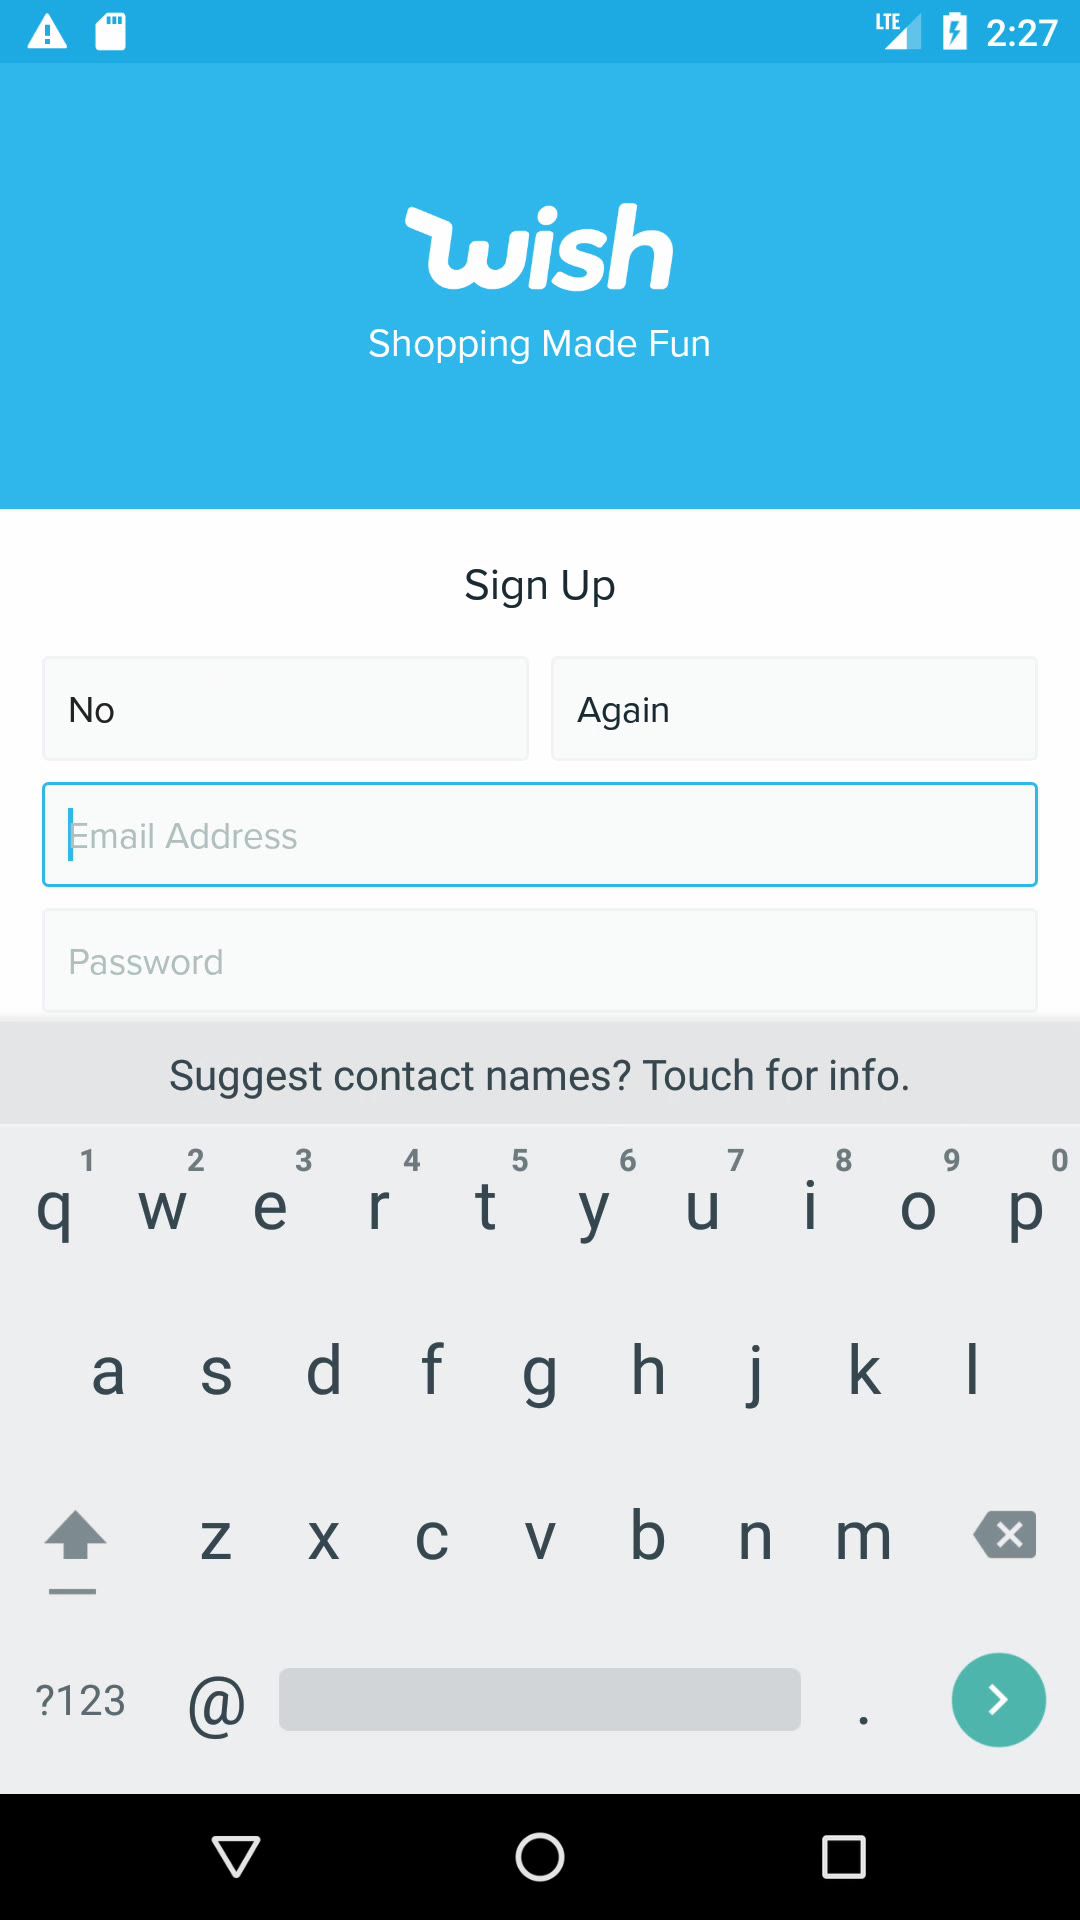 LTE 2:27
wish
Shopping Made Fun
Sign Up
No Again
Email Address
Password
Suggest contact names? Touch for info.
1 2 3 4 5 6 7 8 9 0
q w e r t y u i o p
a s d f g h j k l
z x c v b n m
?123 @ .